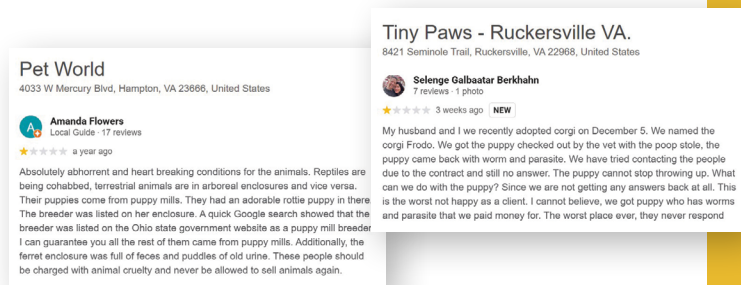 Pet World
4033 W Mercury Blvd, Hampton, VA 23666, United States
A
Amanda Flowers
Local Guide · 17 reviews
a year ago
Absolutely abhorrent and heart breaking conditions for the animals. Reptiles are
being cohabbed, terrestrial animals are in arboreal enclosures and vice versa.
Their puppies come from puppy mills. They had an adorable rottie puppy in there.
The breeder was listed on her enclosure. A quick Google search showed that the
breeder was listed on the Ohio state government website as a puppy mill breeder
I can guarantee you all the rest of them came from puppy mills. Additionally, the
ferret enclosure was full of feces and puddles of old urine. These people should
be charged with animal cruelty and never be allowed to sell animals again.
Tiny Paws - Ruckersville VA.
8421 Seminole Trail, Ruckersville, VA 22968, United States
Selenge Galbaatar Berkhahn
7 reviews · 1 photo
3 weeks ago NEW
My husband and I we recently adopted corgi on December 5. We named the
corgi Frodo. We got the puppy checked out by the vet with the poop stole, the
puppy came back with worm and parasite. We have tried contacting the people
due to the contract and still no answer. The puppy cannot stop throwing up. What
can we do with the puppy? Since we are not getting any answers back at all. This
is the worst not happy as a client. I cannot believe, we got puppy who has worms
and parasite that we paid money for. The worst place ever, they never respond